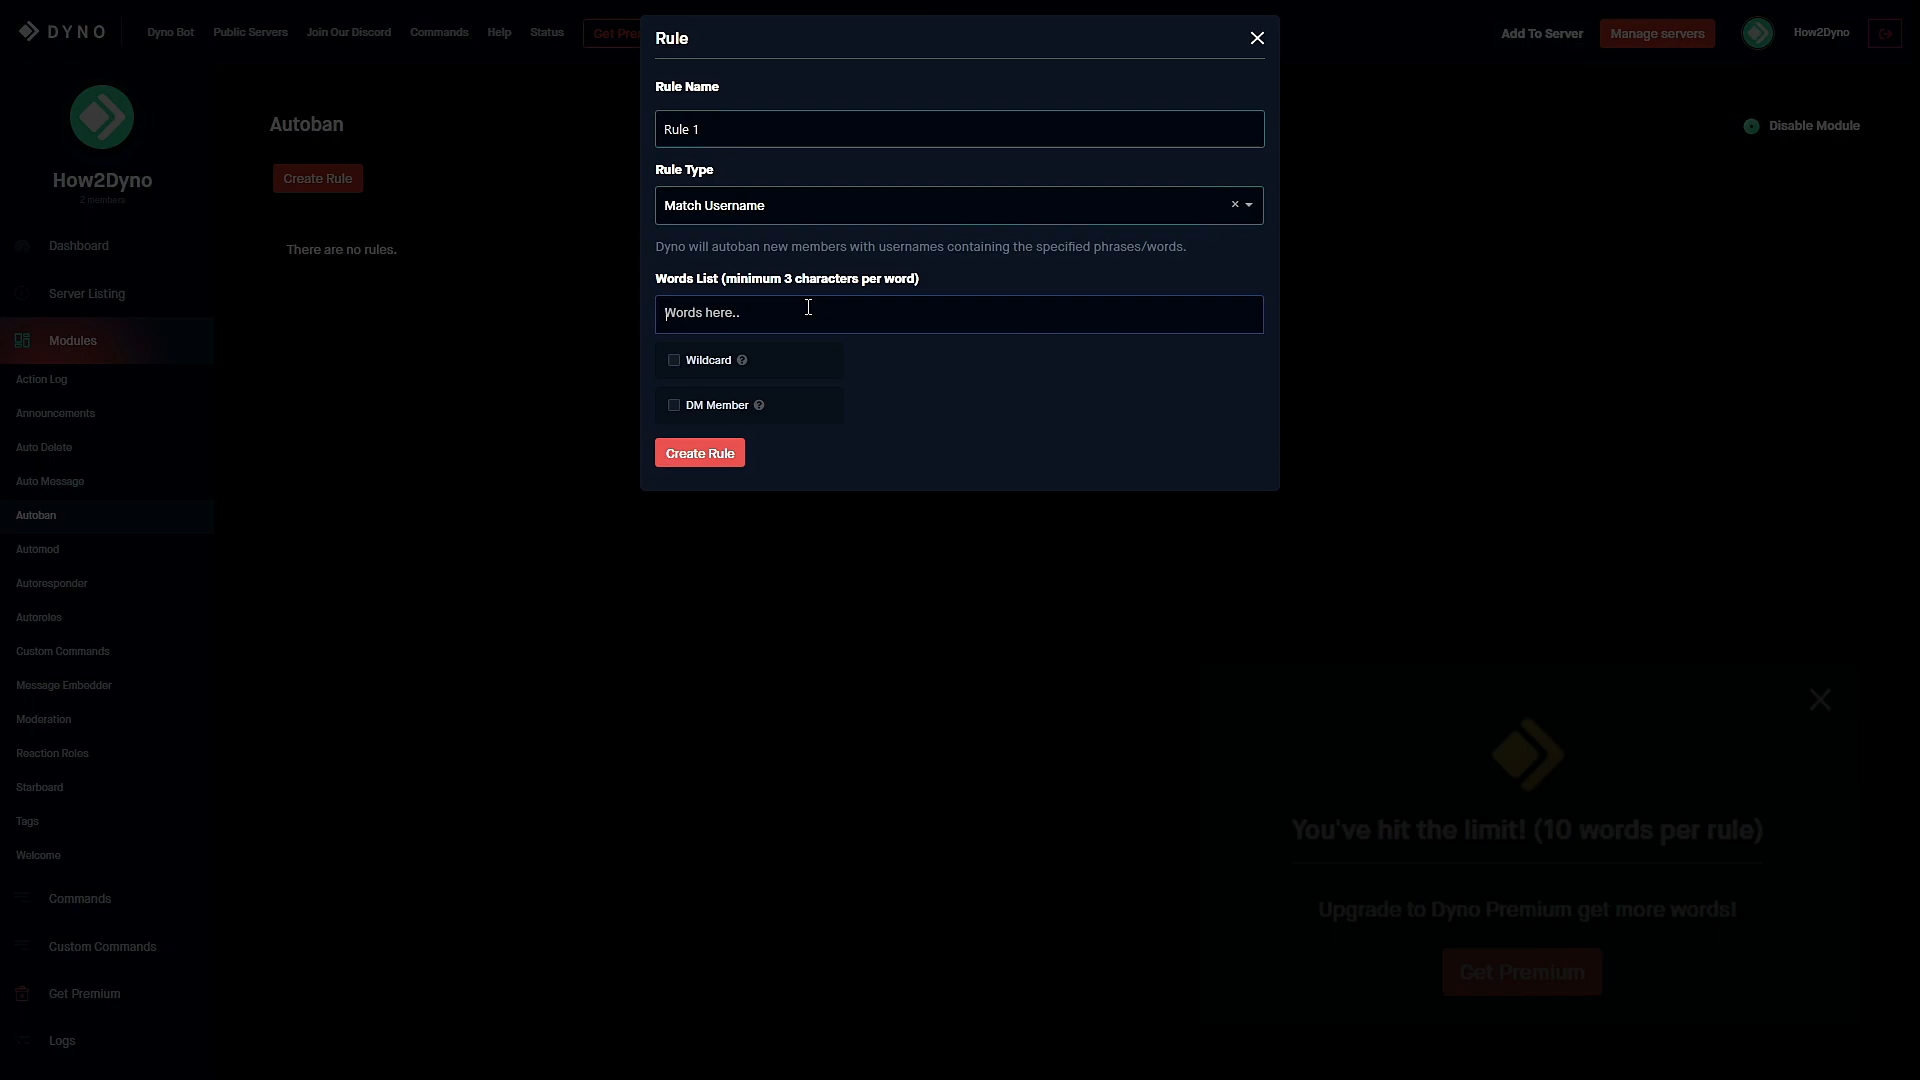 DYNO
Dyno Bot
Public Servers
Join Our Discord
Commands
Help
Status
Get Pre
Add To Server
Manage servers
How2Dyno
How2Dyno
2 members
Dashboard
Server Listing
Modules
Action Log
Announcements
Auto Delete
Auto Message
Autoban
Automod
Autoresponder
Autoroles
Custom Commands
Message Embedder
Moderation
Reaction Roles
Starboard
Tags
Welcome
Commands
Custom Commands
Get Premium
Logs
Autoban
Disable Module
Create Rule
There are no rules.
Rule
Rule Name
Rule 1
Rule Type
Match Username
Dyno will autoban new members with usernames containing the specified phrases/words.
Words List (minimum 3 characters per word)
Words here..
Wildcard
DM Member
Create Rule
You've hit the limit! (10 words per rule)
Upgrade to Dyno Premium get more words!
Get Premium